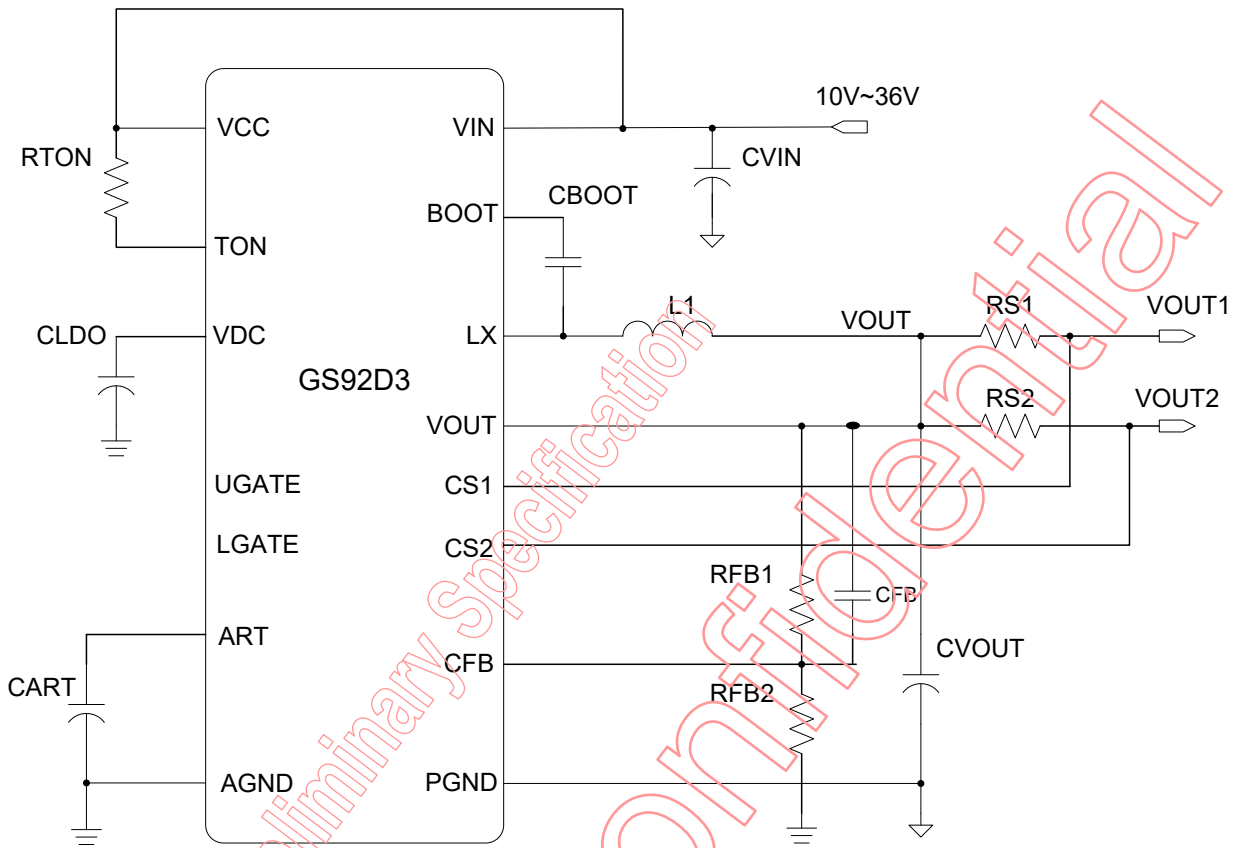 10V~36V
VCC
VIN
RTON
CVIN
BOOT
CBOOT
TON
L1
VOUT
RS1
VOUT1
CLDO
VDC
LX
GS92D3
RS2
VOUT2
VOUT
UGATE
CS1
LGATE
CS2
RFB1
CFB
ART
CFB
CVOUT
CART
RFB2
AGND
PGND
Preliminary Specification
Confidential